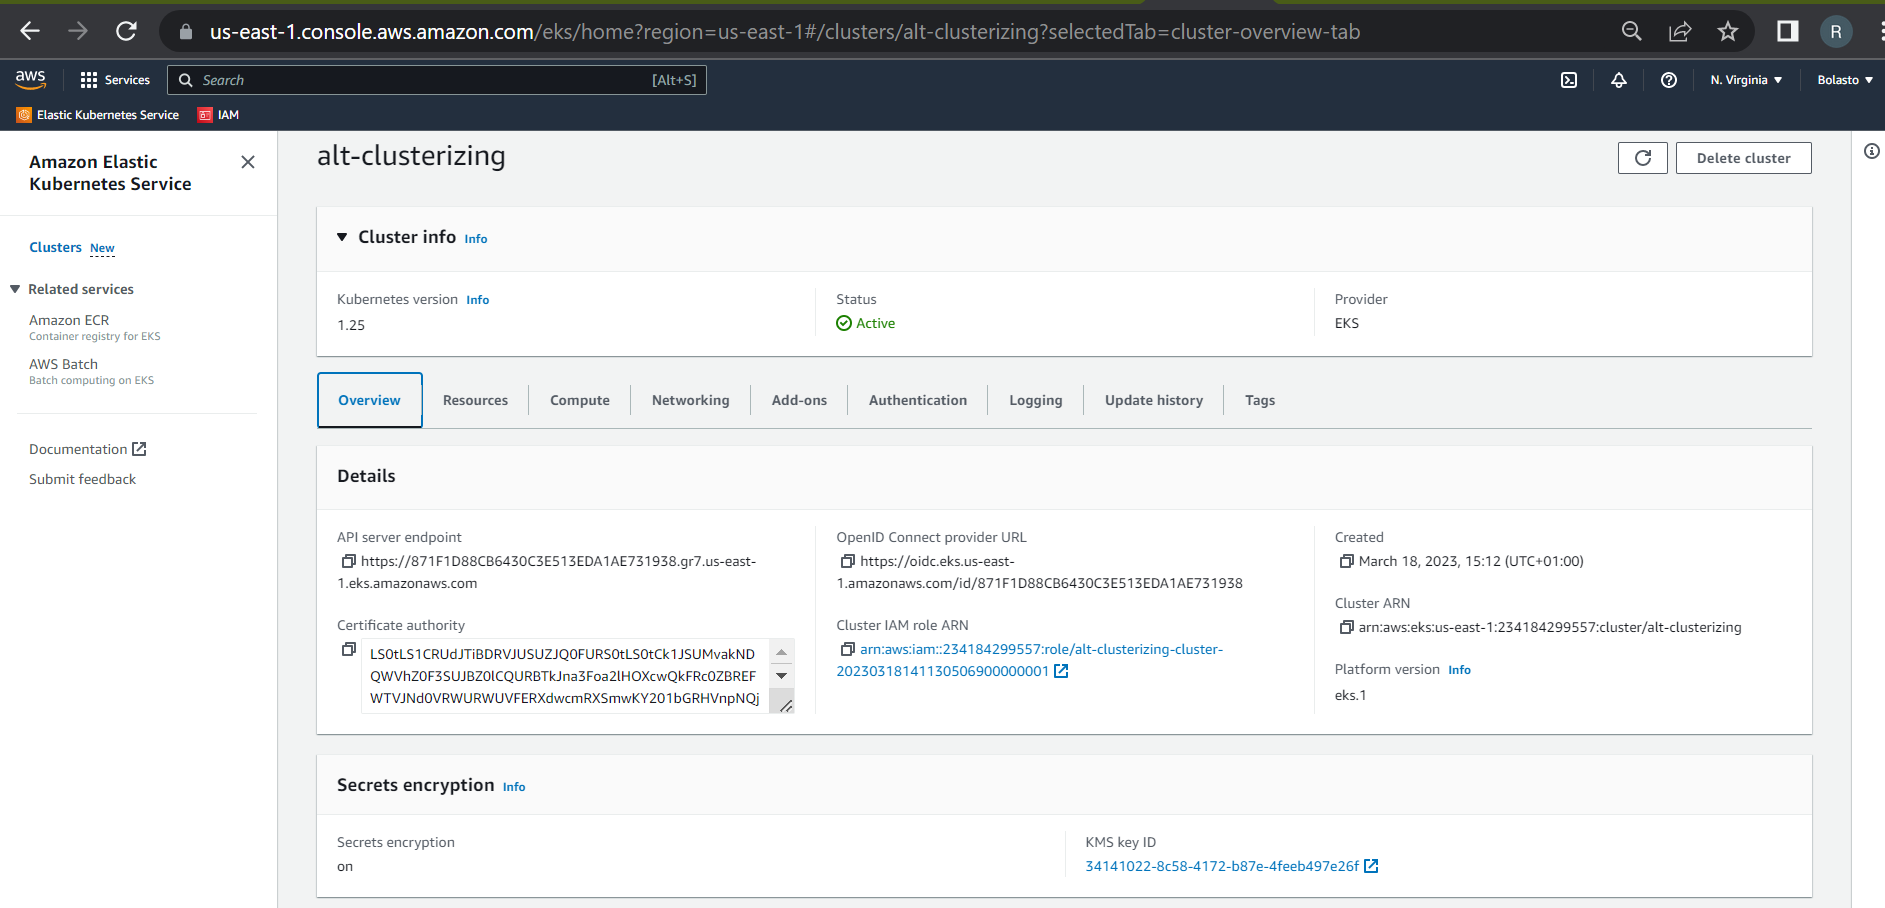 us-east-1.console.aws.amazon.com/eks/home?region=us-east-1#/clusters/alt-clusterizing?selectedTab=cluster-overview-tab
R
aws
Services
Search
[Alt+S]
N. Virginia
Bolasto
Elastic Kubernetes Service
IAM
Amazon Elastic
Kubernetes Service
Clusters New
Related services
Amazon ECR
Container registry for EKS
AWS Batch
Batch computing on EKS
Documentation
Submit feedback
alt-clusterizing
Delete cluster
Cluster info Info
Kubernetes version Info
1.25
Status
Active
Provider
EKS
Overview
Resources
Compute
Networking
Add-ons
Authentication
Logging
Update history
Tags
Details
API server endpoint
https://871F1D88CB6430C3E513EDA1AE731938.gr7.us-east-
1.eks.amazonaws.com
Certificate authority
LS0tLS1CRUdJTiBDRVJUSUZJQ0FURS0tLS0tCk1JSUMvakND
QWVhZ0F3SUJBZ0lCQURBTkJna3Foa2lHOXcwQkFRc0ZBREF
WTVJNd0VRWURWUVFERXdwcmRXSmwKY201bGRHVnpNQj
OpenID Connect provider URL
https://oidc.eks.us-east-
1.amazonaws.com/id/871F1D88CB6430C3E513EDA1AE731938
Cluster IAM role ARN
arn:aws:iam::234184299557:role/alt-clusterizing-cluster-
20230318141130506900000001
Created
March 18, 2023, 15:12 (UTC+01:00)
Cluster ARN
arn:aws:eks:us-east-1:234184299557:cluster/alt-clusterizing
Platform version Info
eks.1
Secrets encryption Info
Secrets encryption
on
KMS key ID
34141022-8c58-4172-b87e-4feeb497e26f